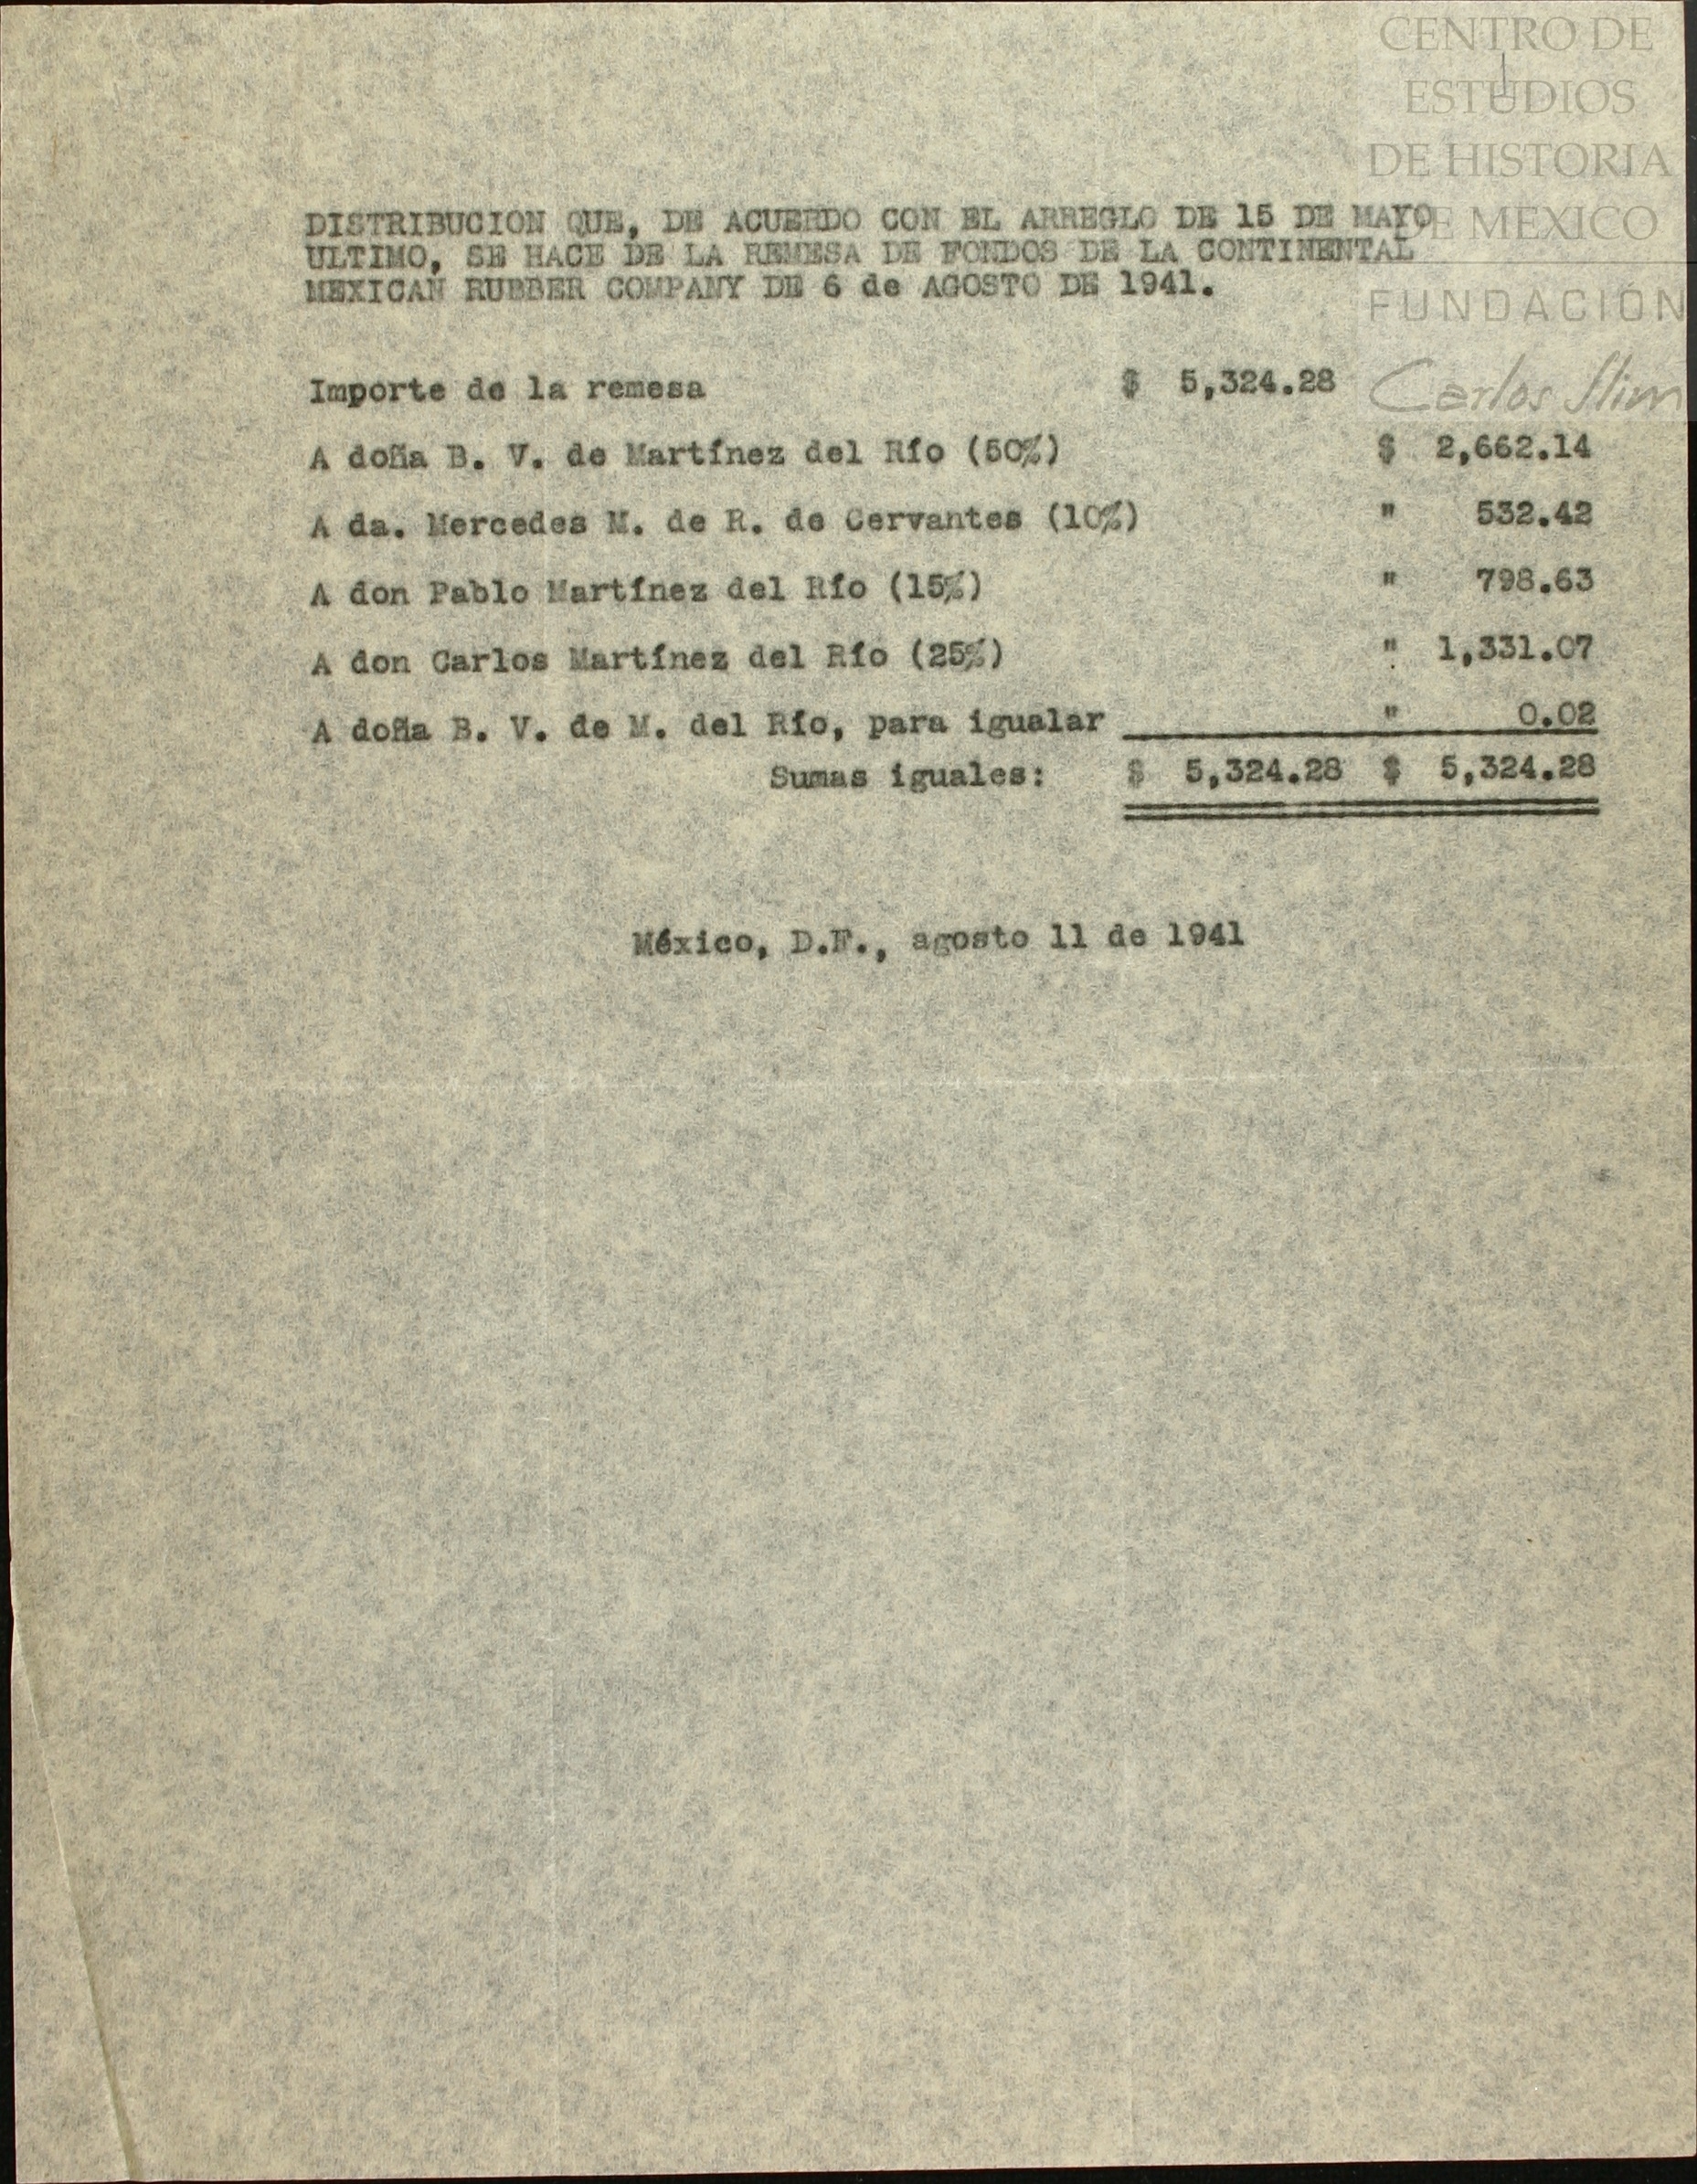 CENTRO DE
ESTUDIOS
DE HISTORIA
DE MÉXICO
FUNDACIÓN
Carlos Slim
DISTRIBUCION QUE, DE ACUERDO CON EL ARREGLO DE 15 DE MAYO
ULTIMO, SE HACE DE LA REMESA DE FONDOS DE LA CONTINENTAL
MEXICAN RUBBER COMPANY DE 6 de AGOSTO DE 1941.
Importe de la remesa $ 5,324.28
A doña B. V. de Martínez del Río (50%) $ 2,662.14
A da. Mercedes M. de R. de Cervantes (10%) " 532.42
A don Pablo Martínez del Río (15%) " 798.63
A don Carlos Martínez del Río (25%) " 1,331.07
A doña B. V. de M. del Río, para igualar " 0.02
Sumas iguales: $ 5,324.28 $ 5,324.28
México, D.F., agosto 11 de 1941